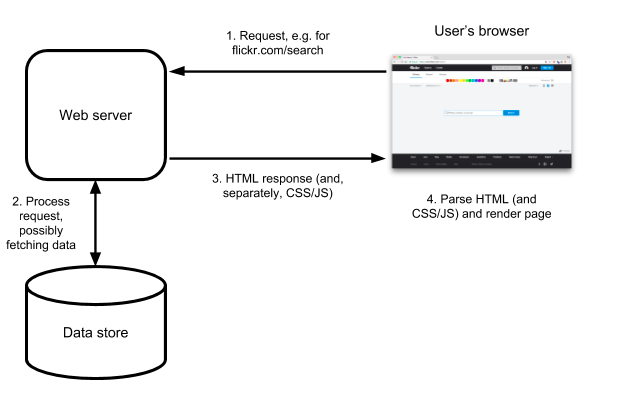 User's browser
1. Request, e.g. for
flickr.com/search
Web server
3. HTML response (and,
separately, CSS/JS)
4. Parse HTML (and
CSS/JS) and render page
2. Process
request,
possibly
fetching data
Data store